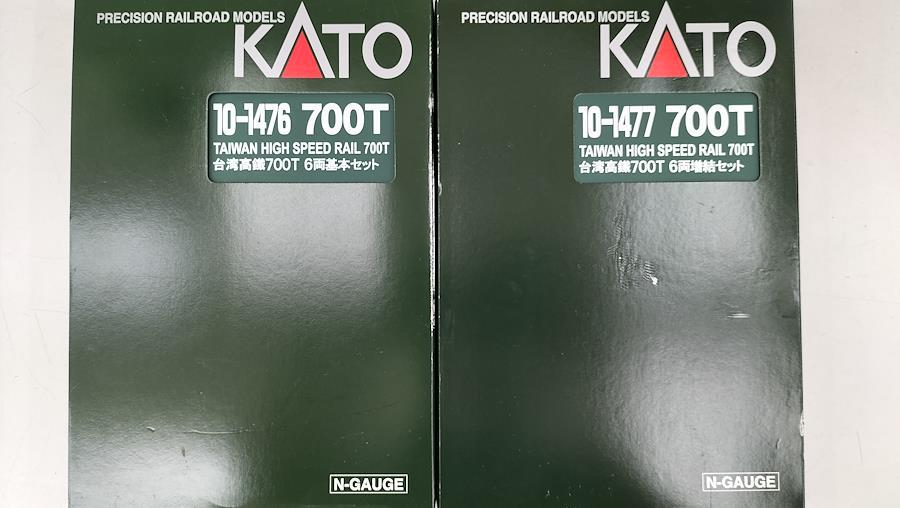 PRECISION RAILROAD MODELS
KATO
10-1476 700T
TAIWAN HIGH SPEED RAIL 700T
台湾高鐵700T 6両基本セット
N-GAUGE
PRECISION RAILROAD MODELS
KATO
10-1477 700T
TAIWAN HIGH SPEED RAIL 700T
台湾高鐵700T 6両増結セット
N-GAUGE